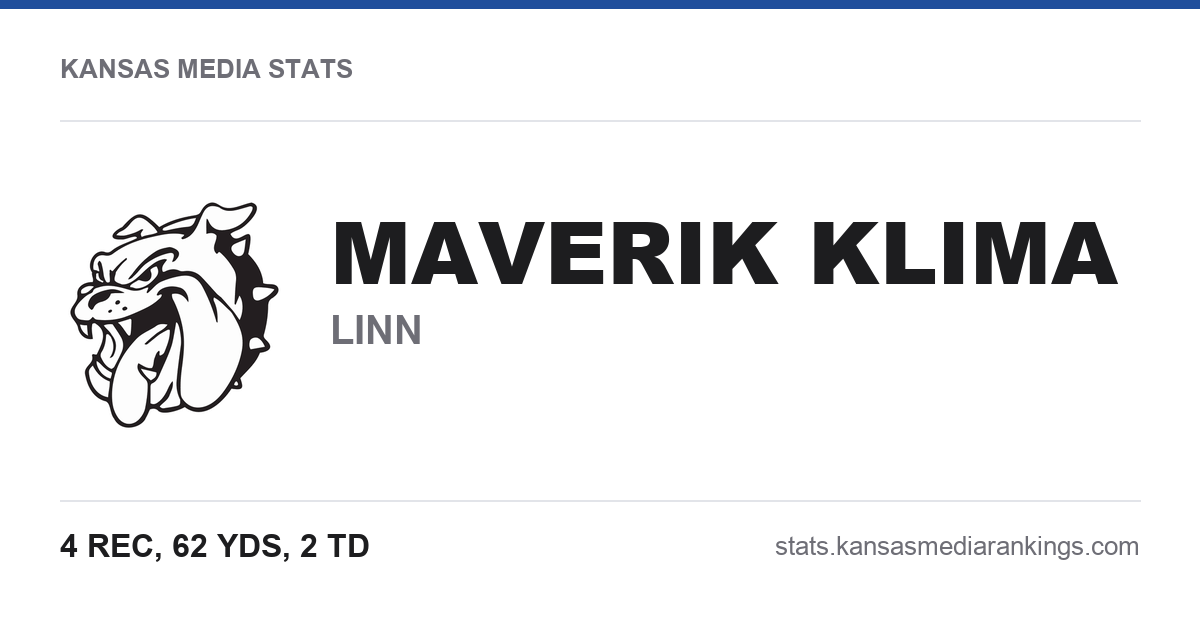 KANSAS MEDIA STATS
MAVERIK KLIMA
LINN
4 REC, 62 YDS, 2 TD
stats.kansasmediarankings.com